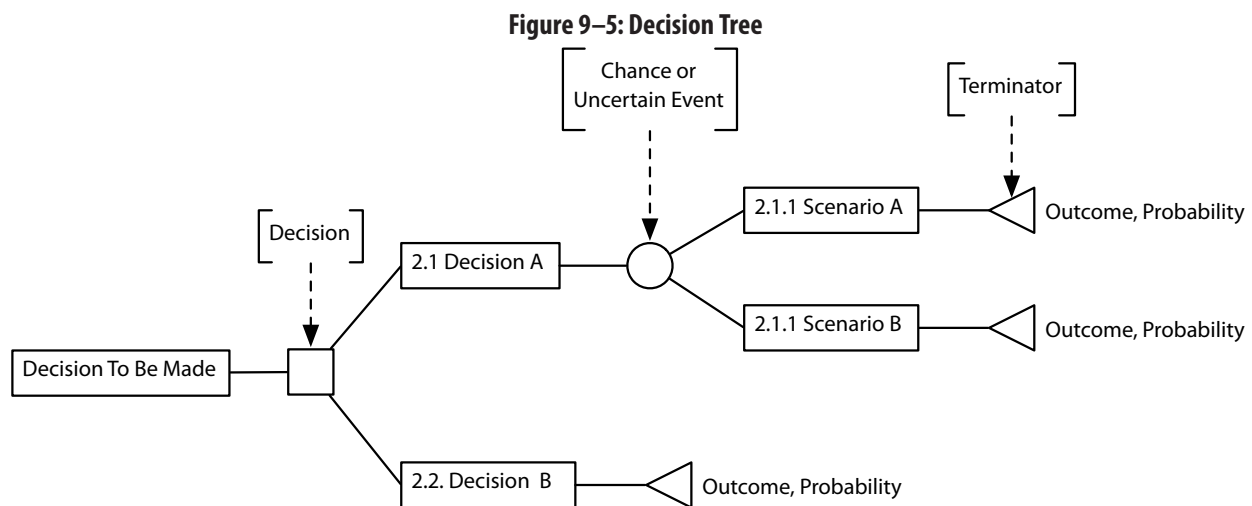 Figure 9–5: Decision Tree
Chance or
Uncertain Event
Terminator
Decision
2.1.1 Scenario A
Outcome, Probability
2.1 Decision A
2.1.1 Scenario B
Outcome, Probability
Decision To Be Made
2.2. Decision B
Outcome, Probability